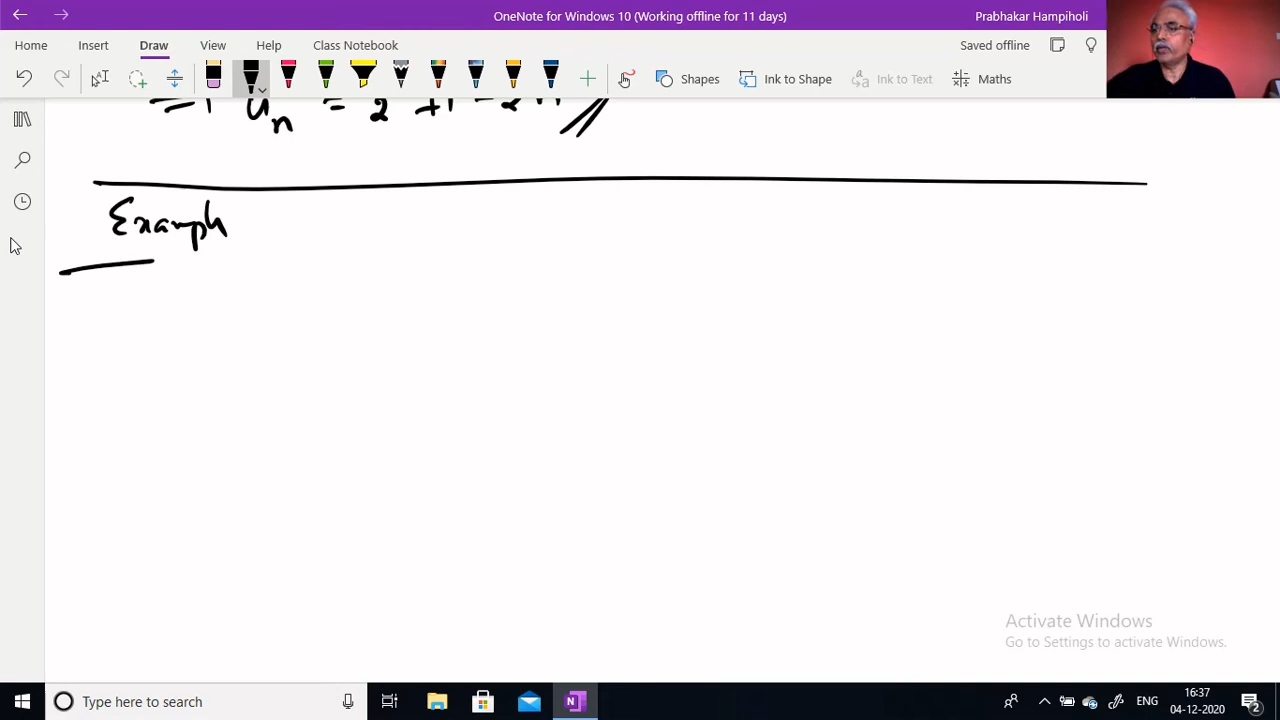 OneNote for Windows 10 (Working offline for 11 days)
Prabhakar Hampiholi
Home Insert Draw View Help Class Notebook
Saved offline
Shapes Ink to Shape Ink to Text Maths
Example
Activate Windows
Go to Settings to activate Windows.
Type here to search
ENG
16:37
04-12-2020
2